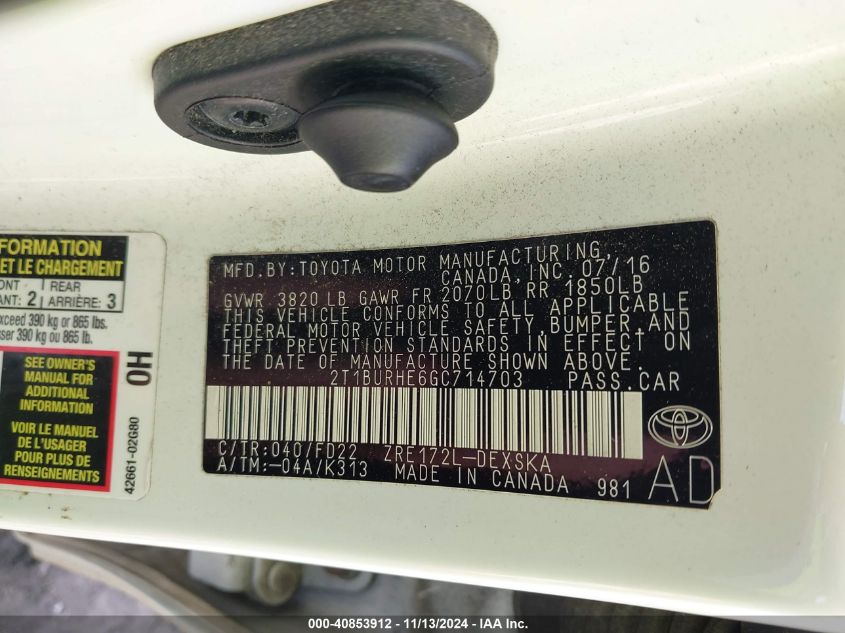 FORMATION
ET LE CHARGEMENT
ONT REAR
ANT: 2 ARRIÈRE: 3
exceed 390 kg or 865 lbs.
sser 390 kg ou 865 lb.
SEE OWNER'S
MANUAL FOR
ADDITIONAL
INFORMATION
VOIR LE MANUEL
DE L'USAGER
POUR PLUS DE
RENSEIGNEMENTS
OH
42661-02G80
MFD.BY:TOYOTA MOTOR MANUFACTURING,
CANADA, INC. 07/16
GVWR 3820 LB GAWR FR 2070LB RR 1850LB
THIS VEHICLE CONFORMS TO ALL APPLICABLE
FEDERAL MOTOR VEHICLE SAFETY, BUMPER, AND
THEFT PREVENTION STANDARDS IN EFFECT ON
THE DATE OF MANUFACTURE SHOWN ABOVE.
2T1BURHE6GC714703 PASS.CAR
C/TR:040/FD22 ZRE172L-DEXSKA
A/TM:-04A/K313 MADE IN CANADA 981 AD
000-40853912 - 11/13/2024 - IAA Inc.